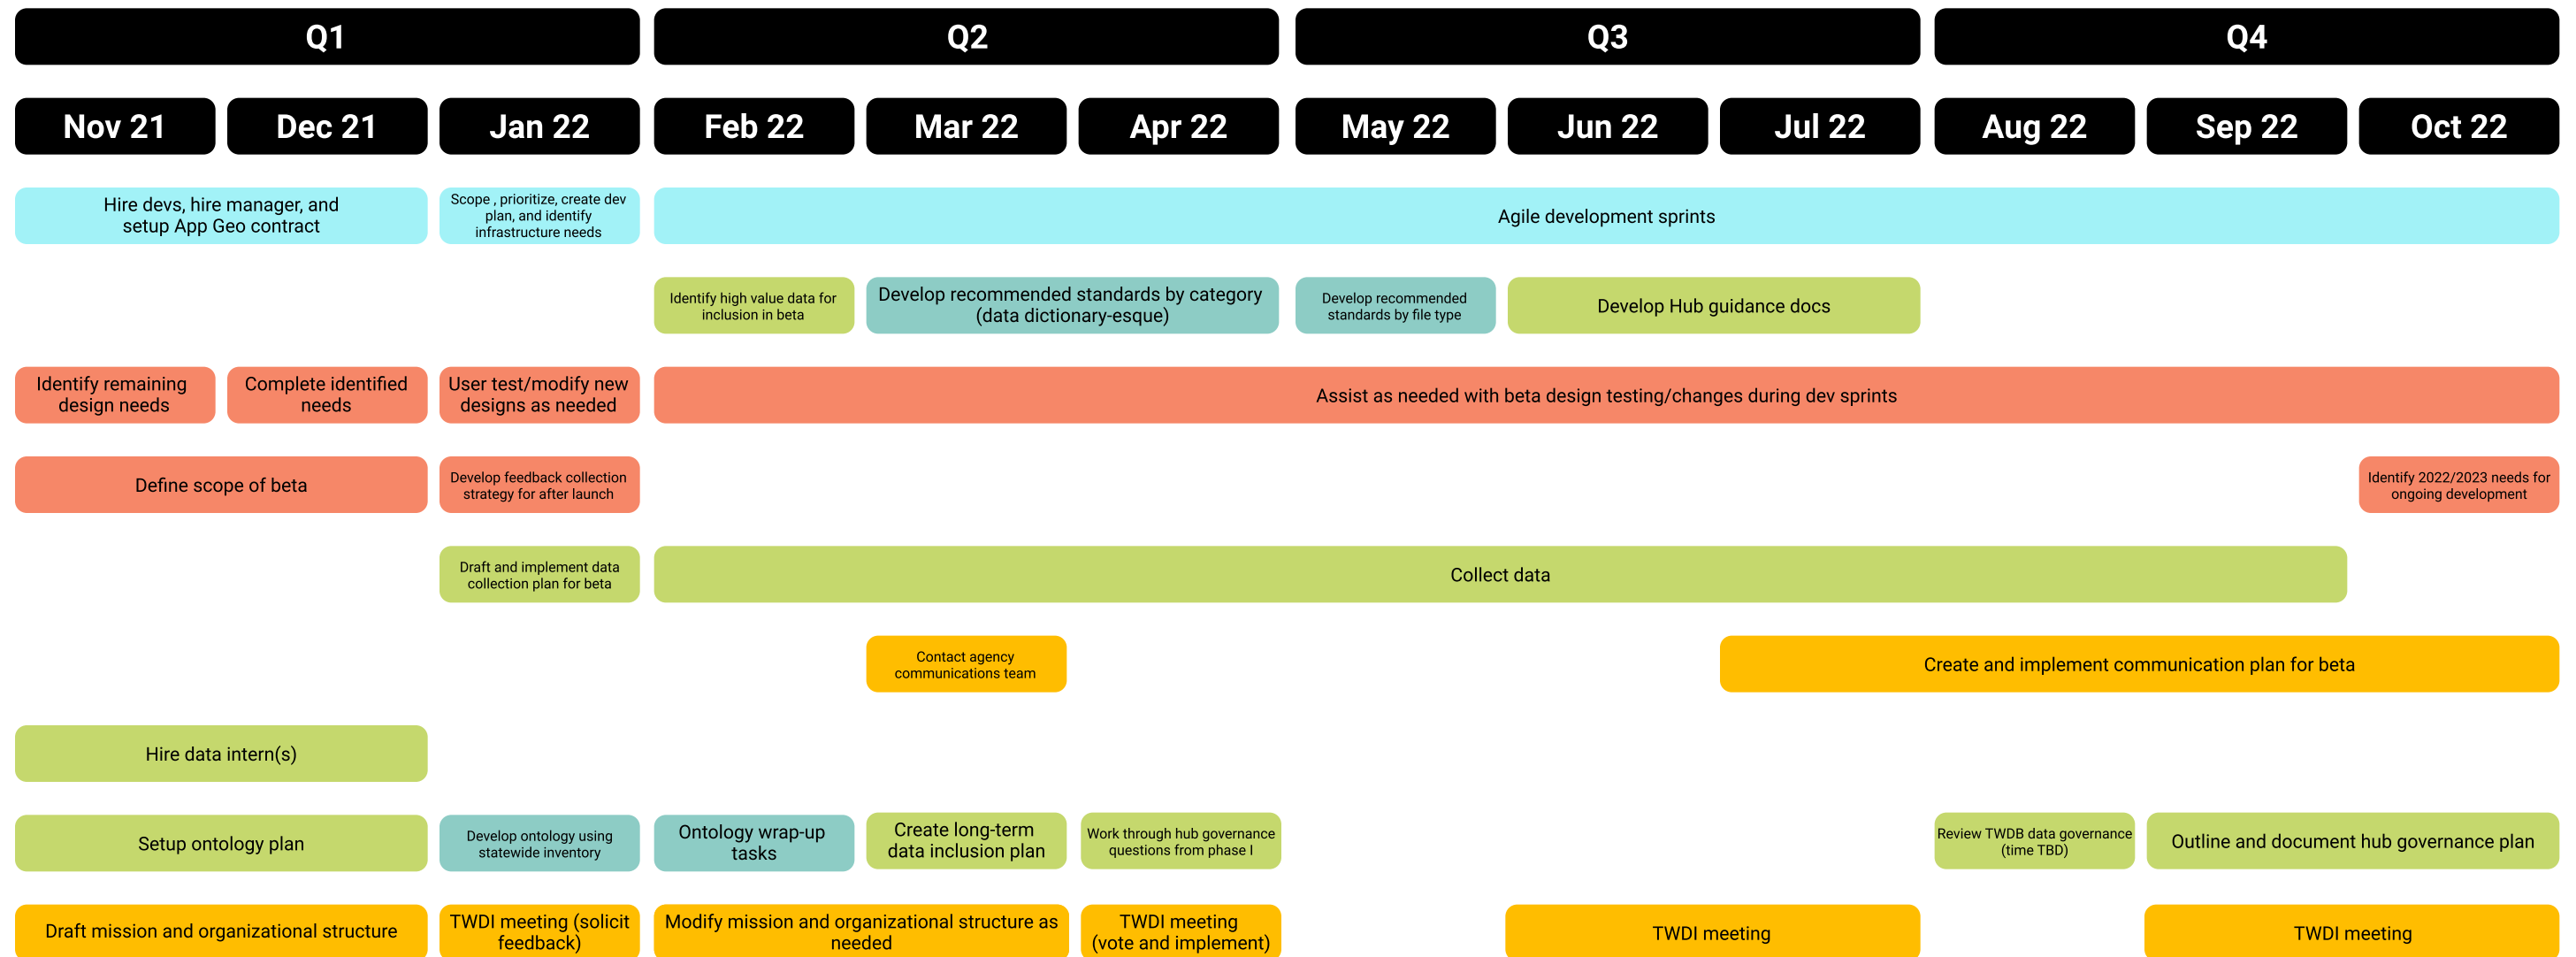 Q1
Q2
Q3
Q4
Nov 21
Dec 21
Jan 22
Feb 22
Mar 22
Apr 22
May 22
Jun 22
Jul 22
Aug 22
Sep 22
Oct 22
Hire devs, hire manager, and
setup App Geo contract
Scope , prioritize, create dev
plan, and identify
infrastructure needs
Agile development sprints
Identify high value data for
inclusion in beta
Develop recommended standards by category
(data dictionary-esque)
Develop recommended
standards by file type
Develop Hub guidance docs
Identify remaining
design needs
Complete identified
needs
User test/modify new
designs as needed
Assist as needed with beta design testing/changes during dev sprints
Define scope of beta
Develop feedback collection
strategy for after launch
Identify 2022/2023 needs for
ongoing development
Draft and implement data
collection plan for beta
Collect data
Contact agency
communications team
Create and implement communication plan for beta
Hire data intern(s)
Setup ontology plan
Develop ontology using
statewide inventory
Ontology wrap-up
tasks
Create long-term
data inclusion plan
Work through hub governance
questions from phase I
Review TWDB data governance
(time TBD)
Outline and document hub governance plan
Draft mission and organizational structure
TWDI meeting (solicit
feedback)
Modify mission and organizational structure as
needed
TWDI meeting
(vote and implement)
TWDI meeting
TWDI meeting